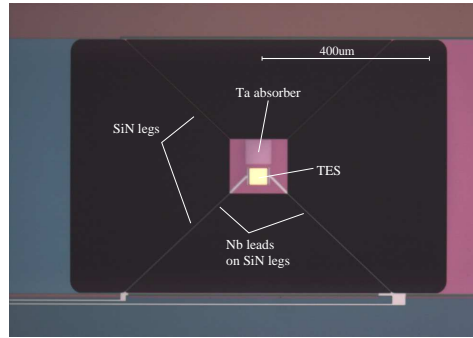 400um
Ta absorber
SiN legs
TES
Nb leads
on SiN legs